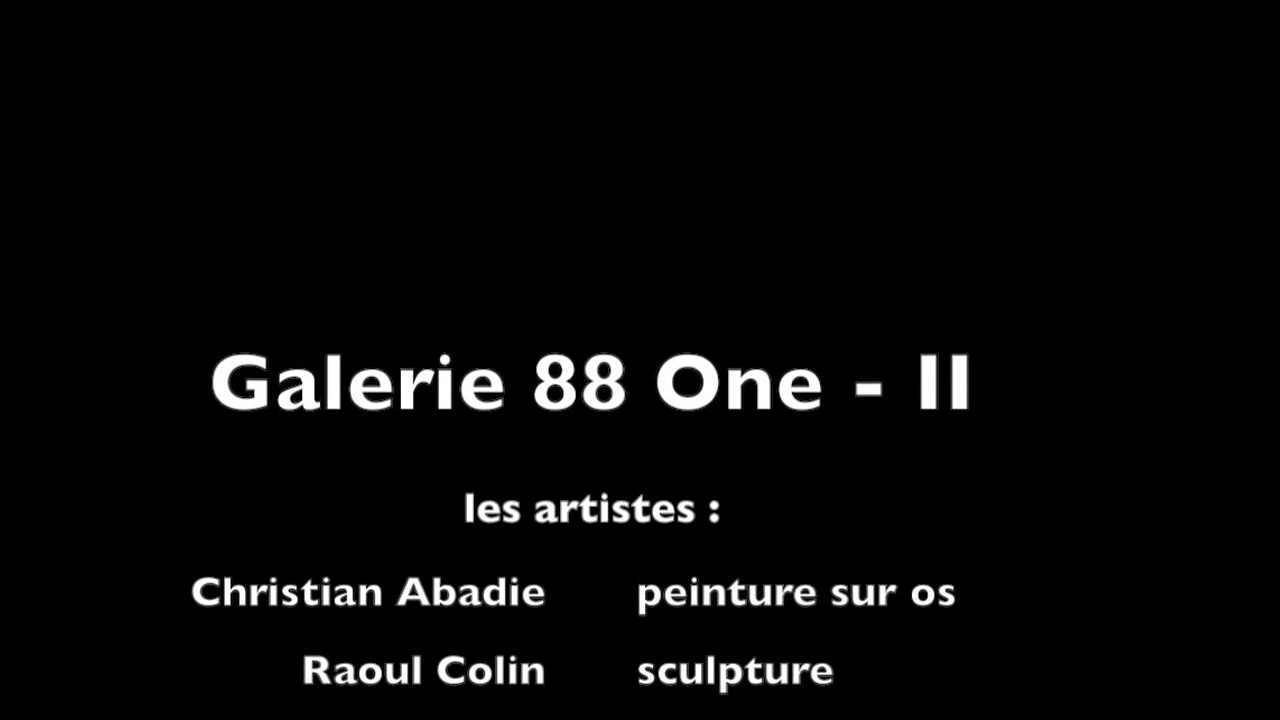 Galerie 88 One - II
les artistes :
Christian Abadie peinture sur os
Raoul Colin sculpture